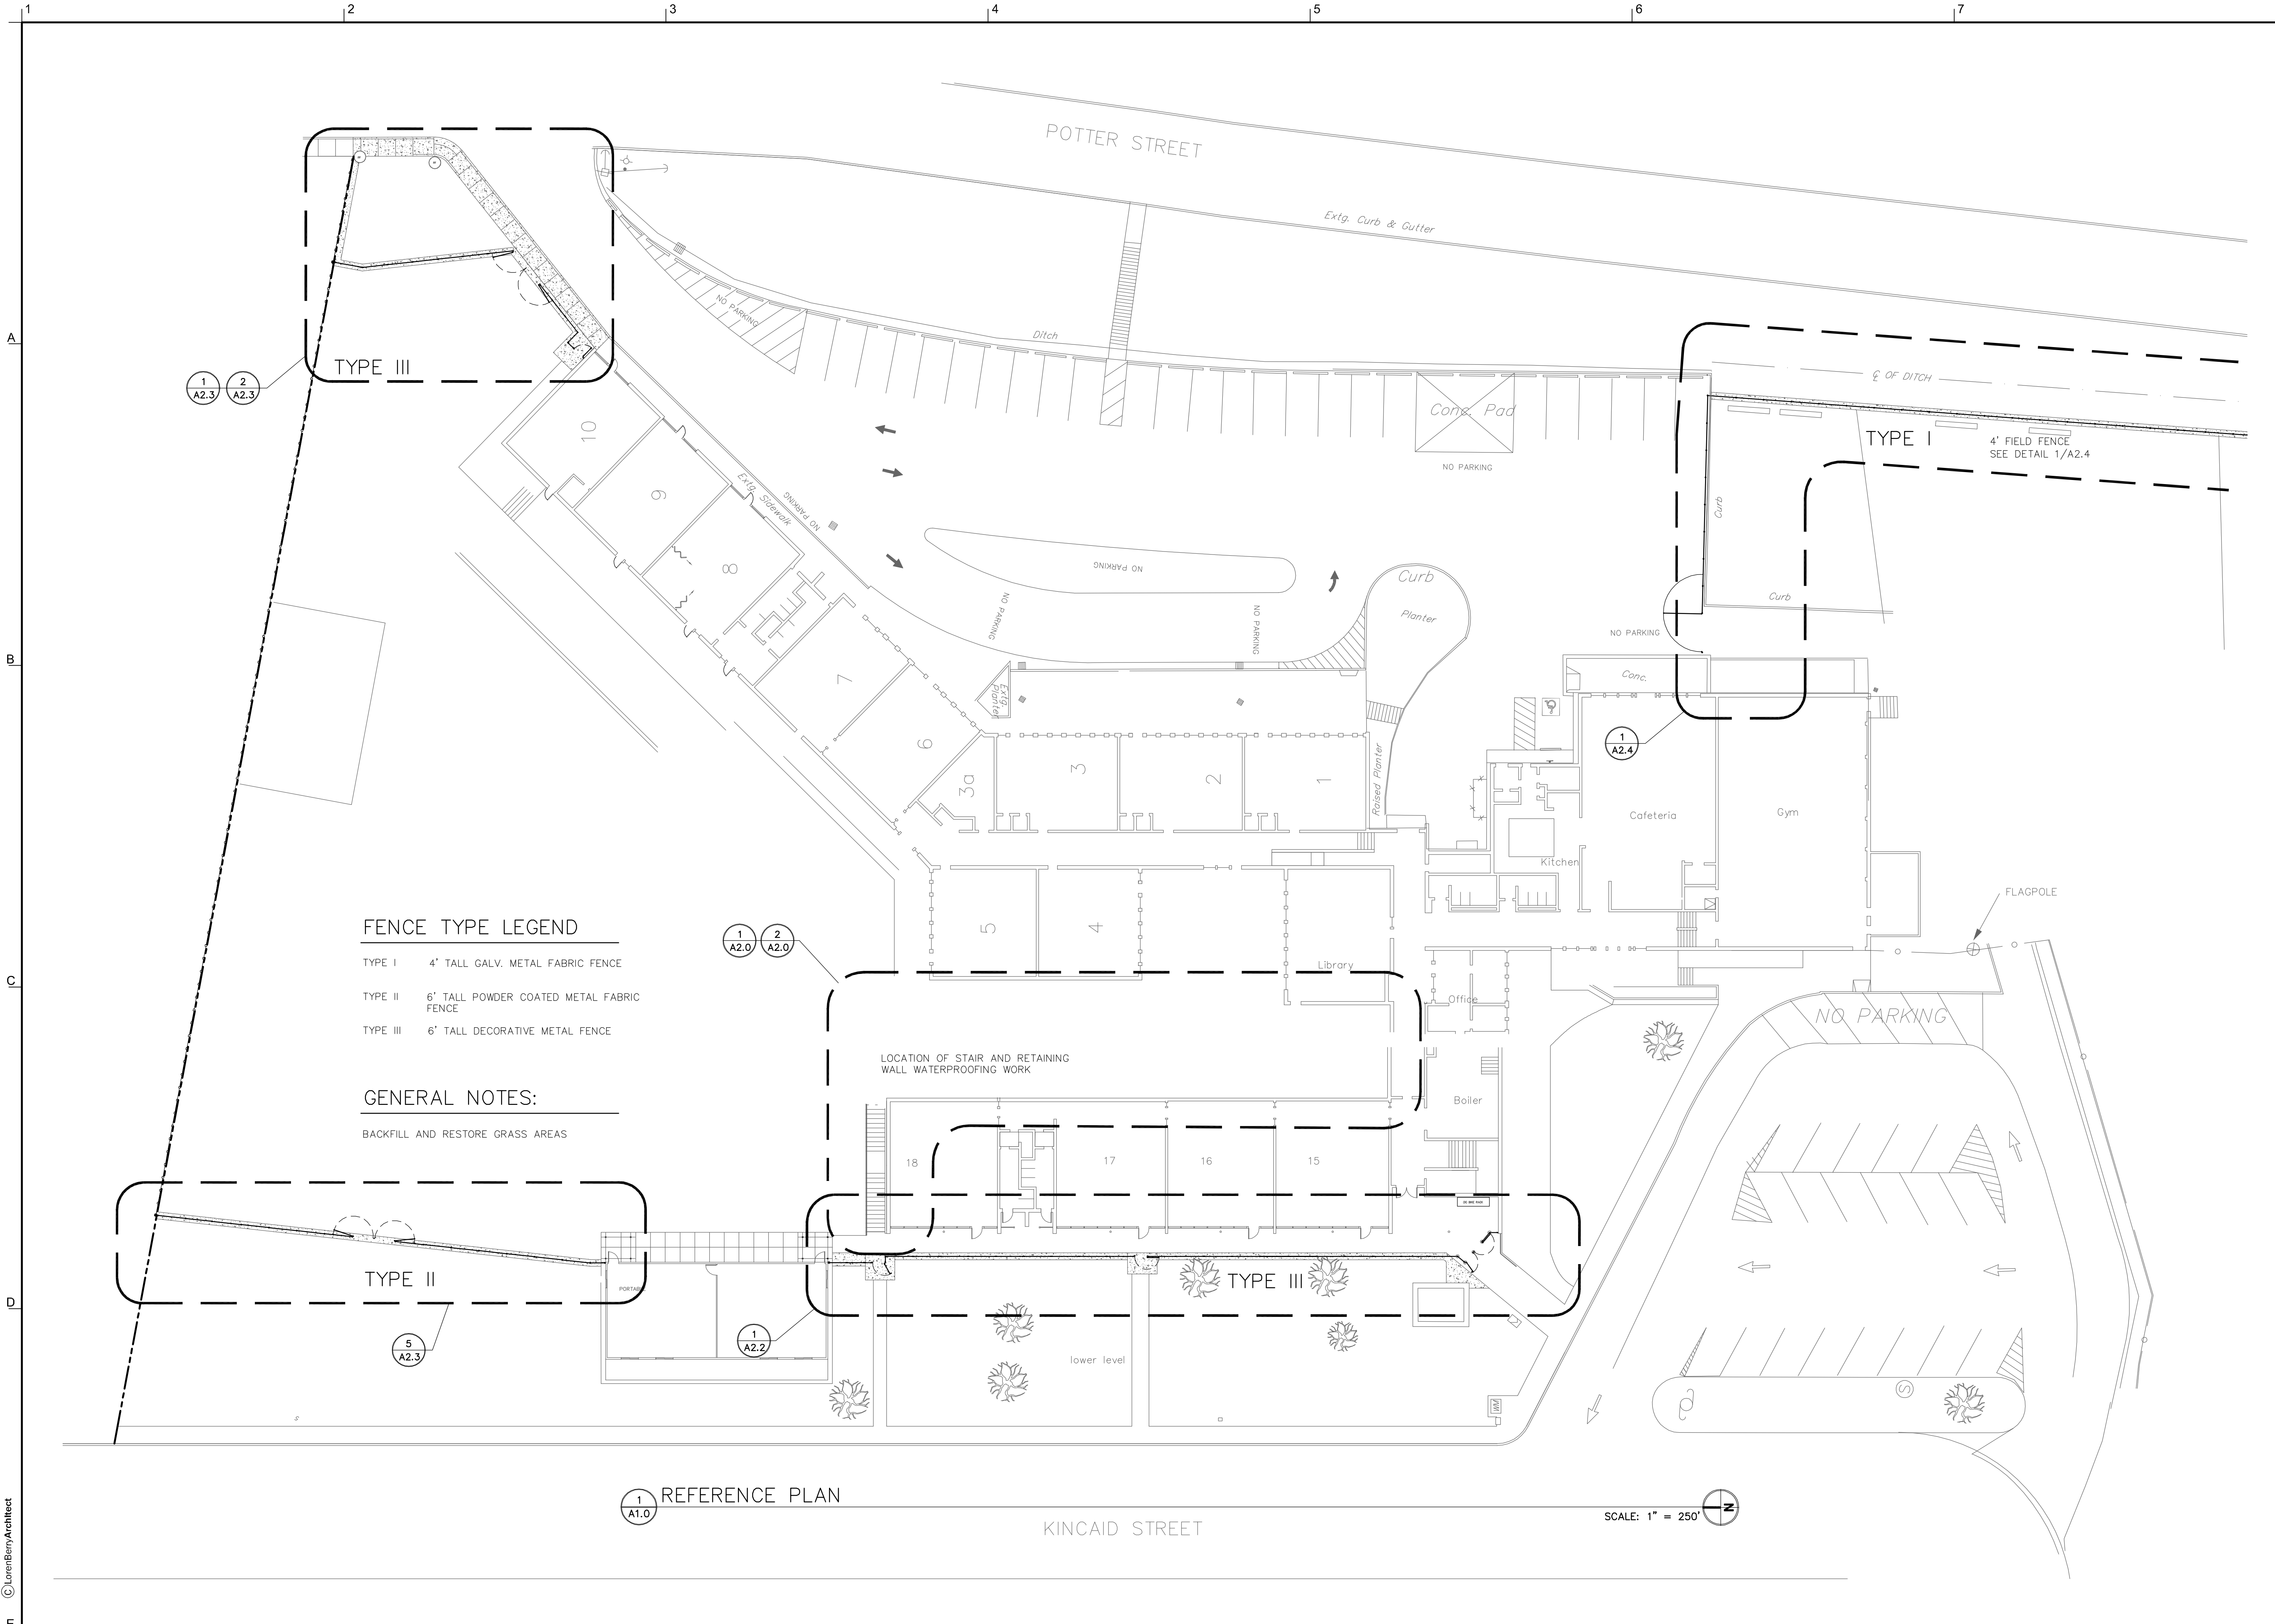 1 2 3 4 5 6 7
A
B
C
D
E
POTTER STREET
Extg. Curb & Gutter
Ditch
NO PARKING
TYPE III
1
A2.3
2
A2.3
℄ OF DITCH
TYPE I
4' FIELD FENCE
SEE DETAIL 1/A2.4
Conc. Pad
NO PARKING
Curb
Curb
NO PARKING
Extg. Sidewalk
NO PARKING
NO PARKING
NO PARKING
NO PARKING
Curb
Planter
Extg.
Planter
Raised Planter
Conc.
1
A2.4
10
9
8
7
6
3a
3
2
1
5
4
Library
Kitchen
Cafeteria
Gym
Office
Boiler
FLAGPOLE
NO PARKING
FENCE TYPE LEGEND
TYPE I 4' TALL GALV. METAL FABRIC FENCE
TYPE II 6' TALL POWDER COATED METAL FABRIC
FENCE
TYPE III 6' TALL DECORATIVE METAL FENCE
GENERAL NOTES:
BACKFILL AND RESTORE GRASS AREAS
1
A2.0
2
A2.0
LOCATION OF STAIR AND RETAINING
WALL WATERPROOFING WORK
18
17
16
15
TYPE II
PORTABLE
TYPE III
5
A2.3
1
A2.2
lower level
WM
S
S
1
A1.0
REFERENCE PLAN
SCALE: 1" = 250'
N
KINCAID STREET
© LorenBerryArchitect